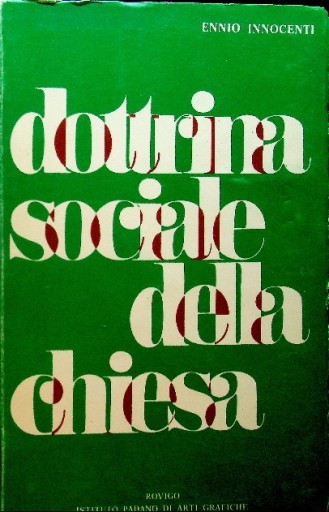 ENNIO INNOCENTI
dottrina
sociale
della
chiesa
ROVIGO
ISTITUTO PADANO DI ARTI GRAFICHE